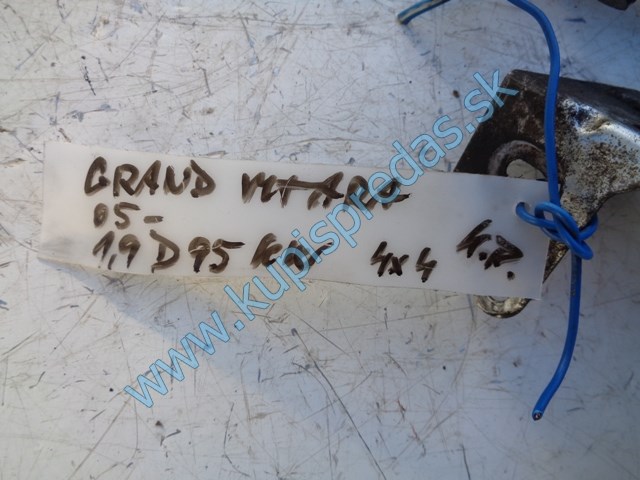 GRAND VITARA
05-
1,9 D 95 KW 4x4 K.P.
www.kupispredas.sk